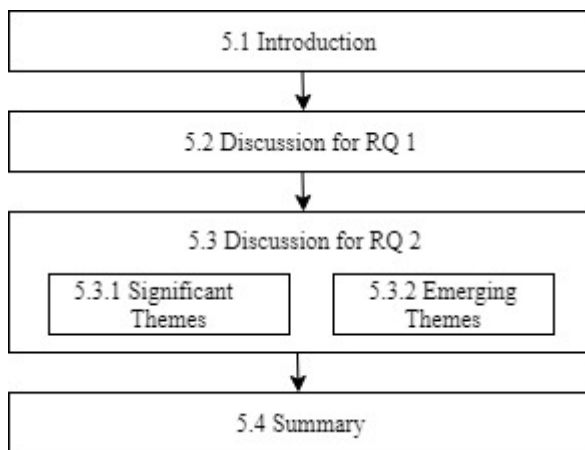 5.1 Introduction
5.2 Discussion for RQ 1
5.3 Discussion for RQ 2
5.3.1 Significant
Themes
5.3.2 Emerging
Themes
5.4 Summary